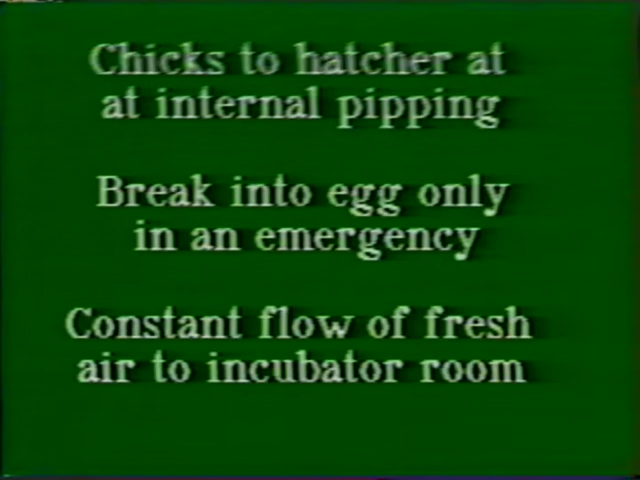 Chicks to hatcher at
at internal pipping
Break into egg only
in an emergency
Constant flow of fresh
air to incubator room